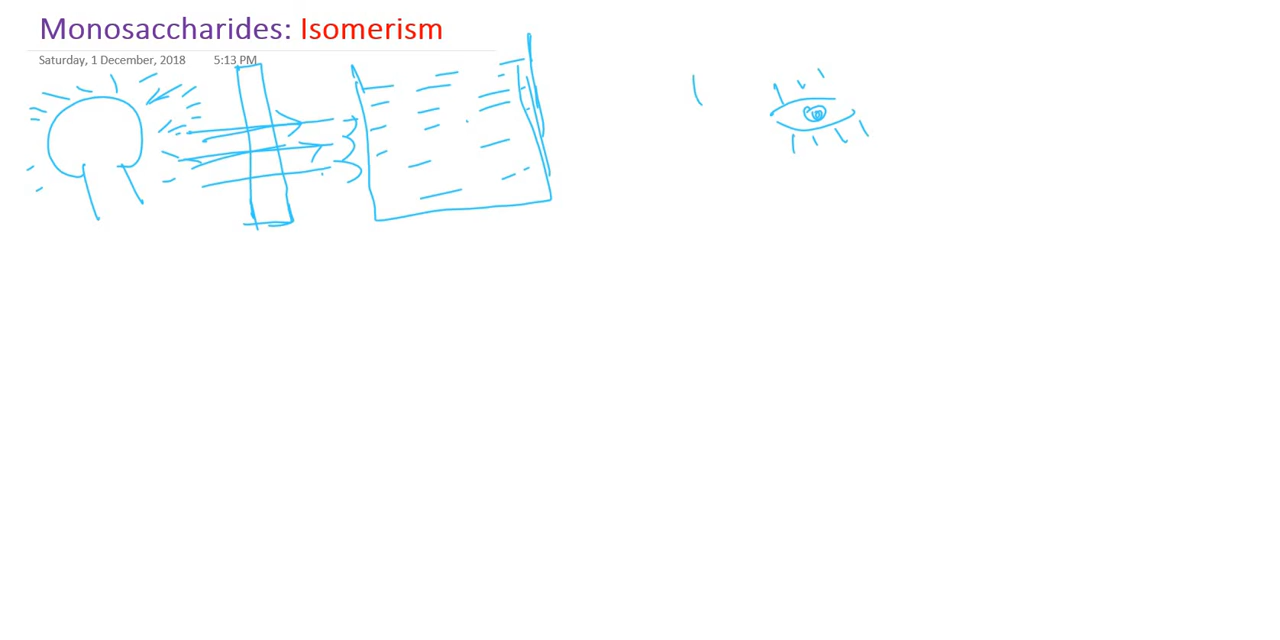 Monosaccharides: Isomerism
Saturday, 1 December, 2018 5:13 PM